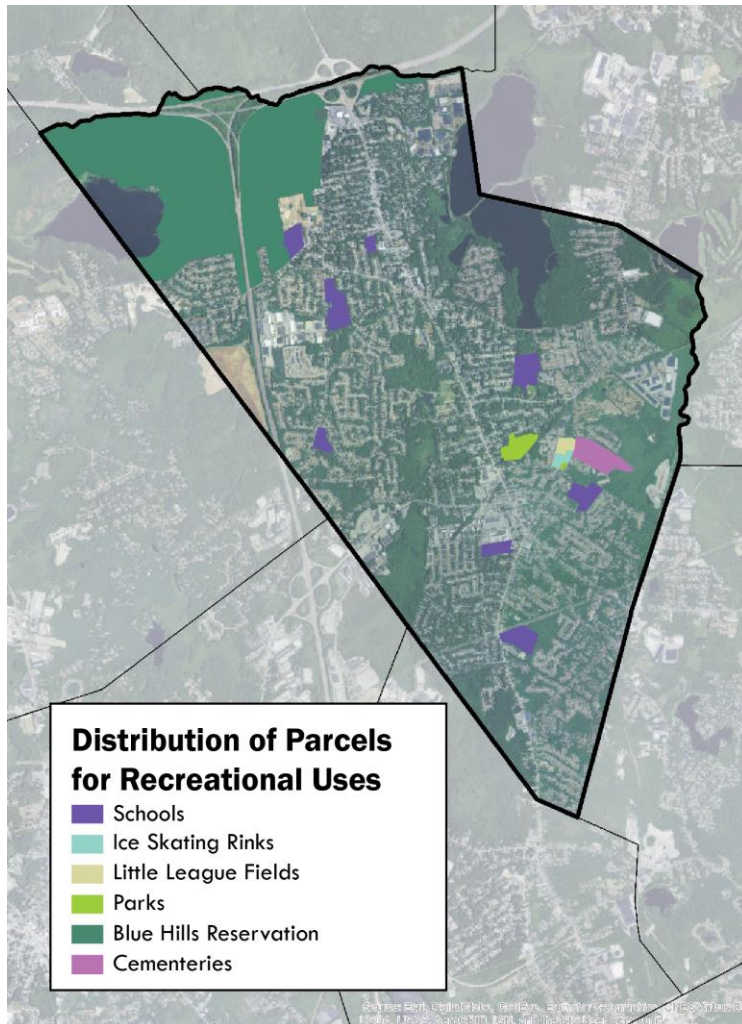 Distribution of Parcels
for Recreational Uses
Schools
Ice Skating Rinks
Little League Fields
Parks
Blue Hills Reservation
Cementeries